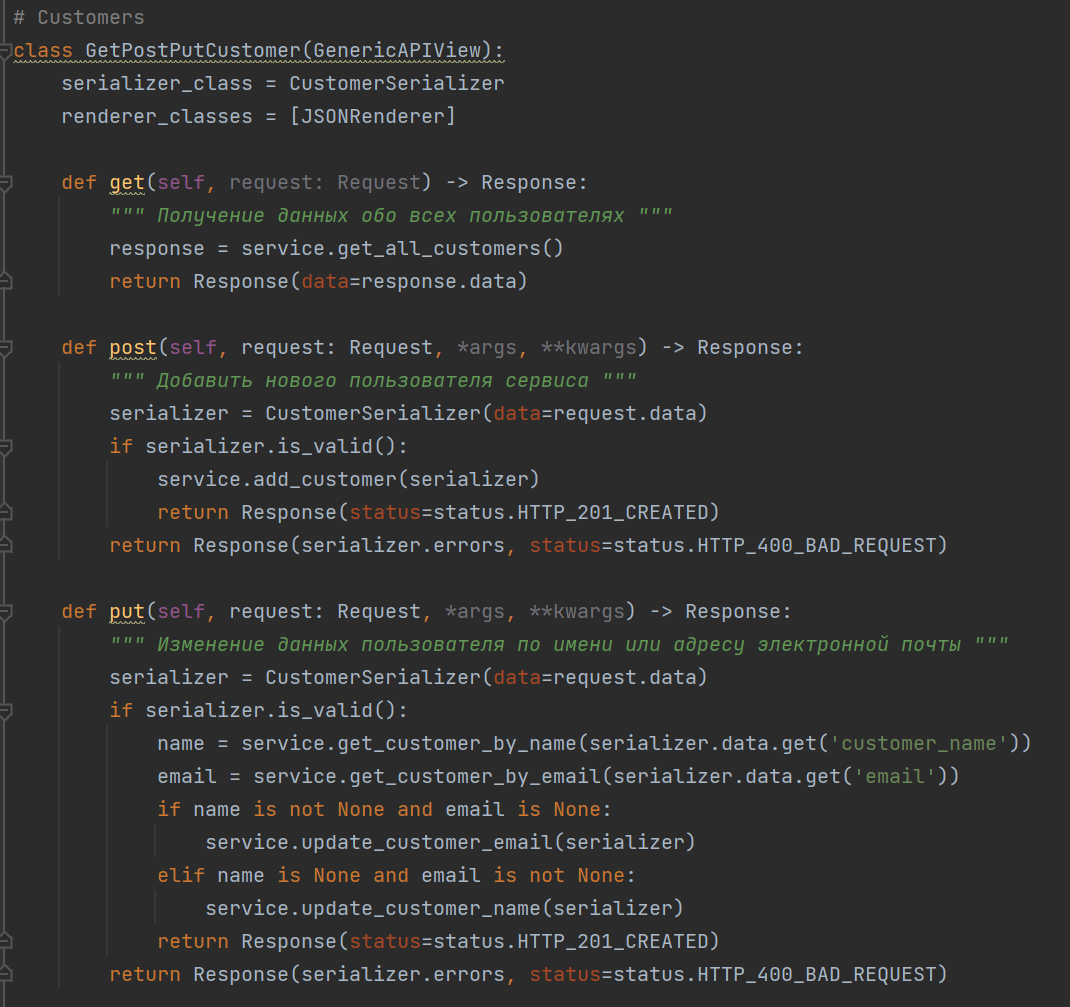 # Customers
class GetPostPutCustomer(GenericAPIView):
    serializer_class = CustomerSerializer
    renderer_classes = [JSONRenderer]

    def get(self, request: Request) -> Response:
        """ Получение данных обо всех пользователях """
        response = service.get_all_customers()
        return Response(data=response.data)

    def post(self, request: Request, *args, **kwargs) -> Response:
        """ Добавить нового пользователя сервиса """
        serializer = CustomerSerializer(data=request.data)
        if serializer.is_valid():
            service.add_customer(serializer)
            return Response(status=status.HTTP_201_CREATED)
        return Response(serializer.errors, status=status.HTTP_400_BAD_REQUEST)

    def put(self, request: Request, *args, **kwargs) -> Response:
        """ Изменение данных пользователя по имени или адресу электронной почты """
        serializer = CustomerSerializer(data=request.data)
        if serializer.is_valid():
            name = service.get_customer_by_name(serializer.data.get('customer_name'))
            email = service.get_customer_by_email(serializer.data.get('email'))
            if name is not None and email is None:
                service.update_customer_email(serializer)
            elif name is None and email is not None:
                service.update_customer_name(serializer)
            return Response(status=status.HTTP_201_CREATED)
        return Response(serializer.errors, status=status.HTTP_400_BAD_REQUEST)